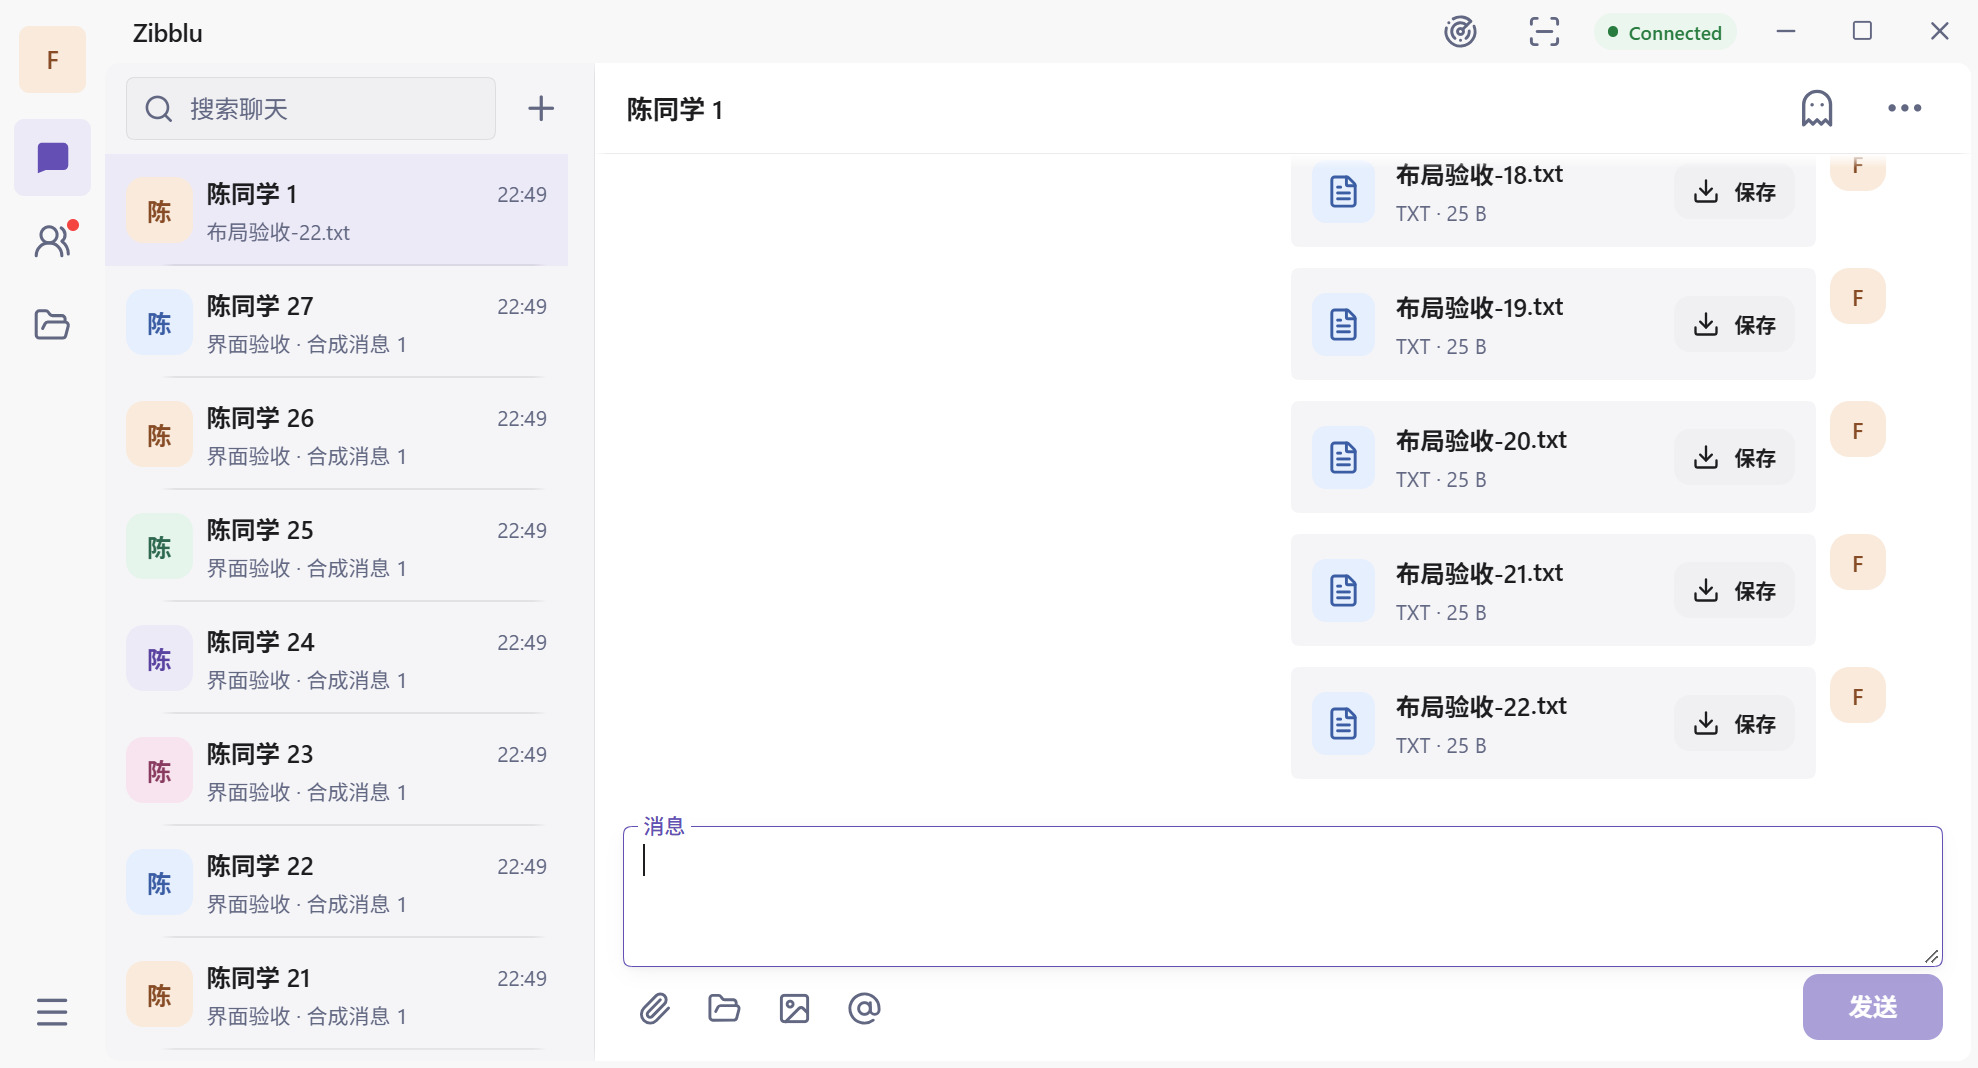 F
Zibblu
Connected
搜索聊天
陈
陈同学 1
22:49
布局验收-22.txt
陈
陈同学 27
22:49
界面验收 · 合成消息 1
陈
陈同学 26
22:49
界面验收 · 合成消息 1
陈
陈同学 25
22:49
界面验收 · 合成消息 1
陈
陈同学 24
22:49
界面验收 · 合成消息 1
陈
陈同学 23
22:49
界面验收 · 合成消息 1
陈
陈同学 22
22:49
界面验收 · 合成消息 1
陈
陈同学 21
22:49
界面验收 · 合成消息 1
陈同学 1
布局验收-18.txt
TXT · 25 B
保存
F
布局验收-19.txt
TXT · 25 B
保存
F
布局验收-20.txt
TXT · 25 B
保存
F
布局验收-21.txt
TXT · 25 B
保存
F
布局验收-22.txt
TXT · 25 B
保存
F
消息
发送